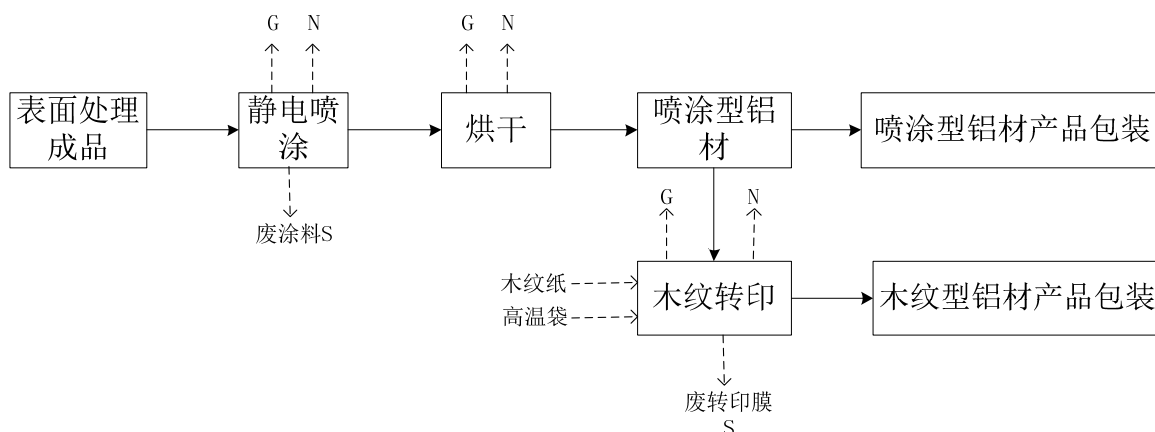 G N
G N
表面处理
成品
静电喷
涂
烘干
喷涂型铝
材
喷涂型铝材产品包装
废涂料S
G N
木纹纸
高温袋
木纹转印
木纹型铝材产品包装
废转印膜
S